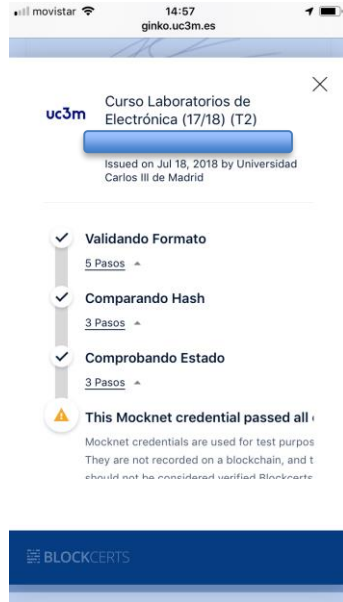 movistar 14:57
ginko.uc3m.es
uc3m
Curso Laboratorios de
Electrónica (17/18) (T2)
Issued on Jul 18, 2018 by Universidad
Carlos III de Madrid
Validando Formato
5 Pasos
Comparando Hash
3 Pasos
Comprobando Estado
3 Pasos
This Mocknet credential passed all
Mocknet credentials are used for test purpos
They are not recorded on a blockchain, and t
should not be considered verified Blockcerts
BLOCKCERTS